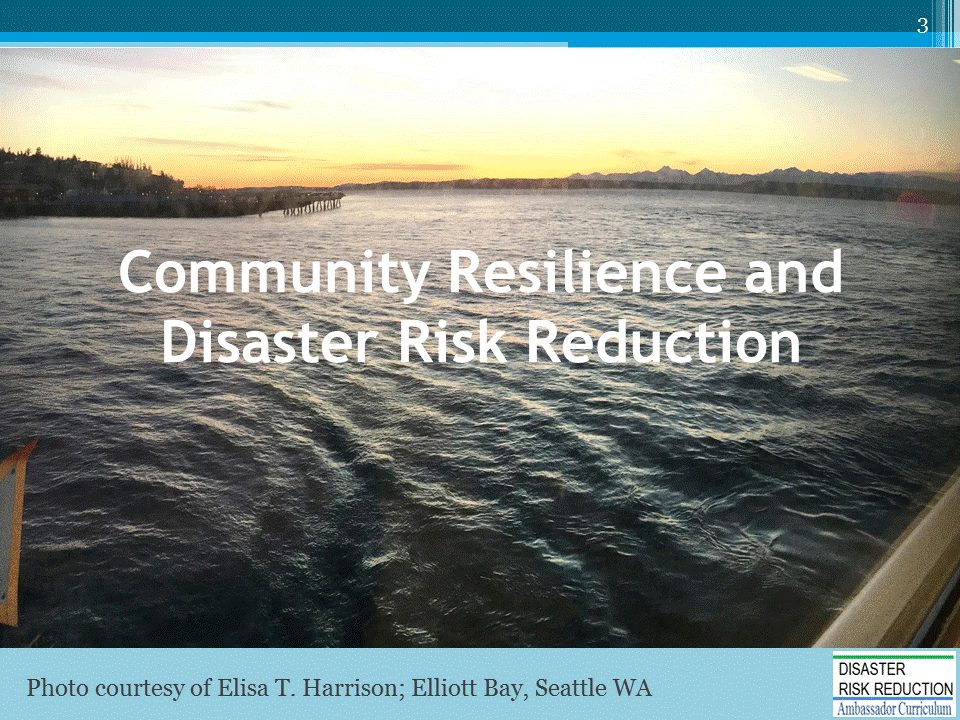 3
Community Resilience and
Disaster Risk Reduction
Photo courtesy of Elisa T. Harrison; Elliott Bay, Seattle WA
DISASTER
RISK REDUCTION
Ambassador Curriculum